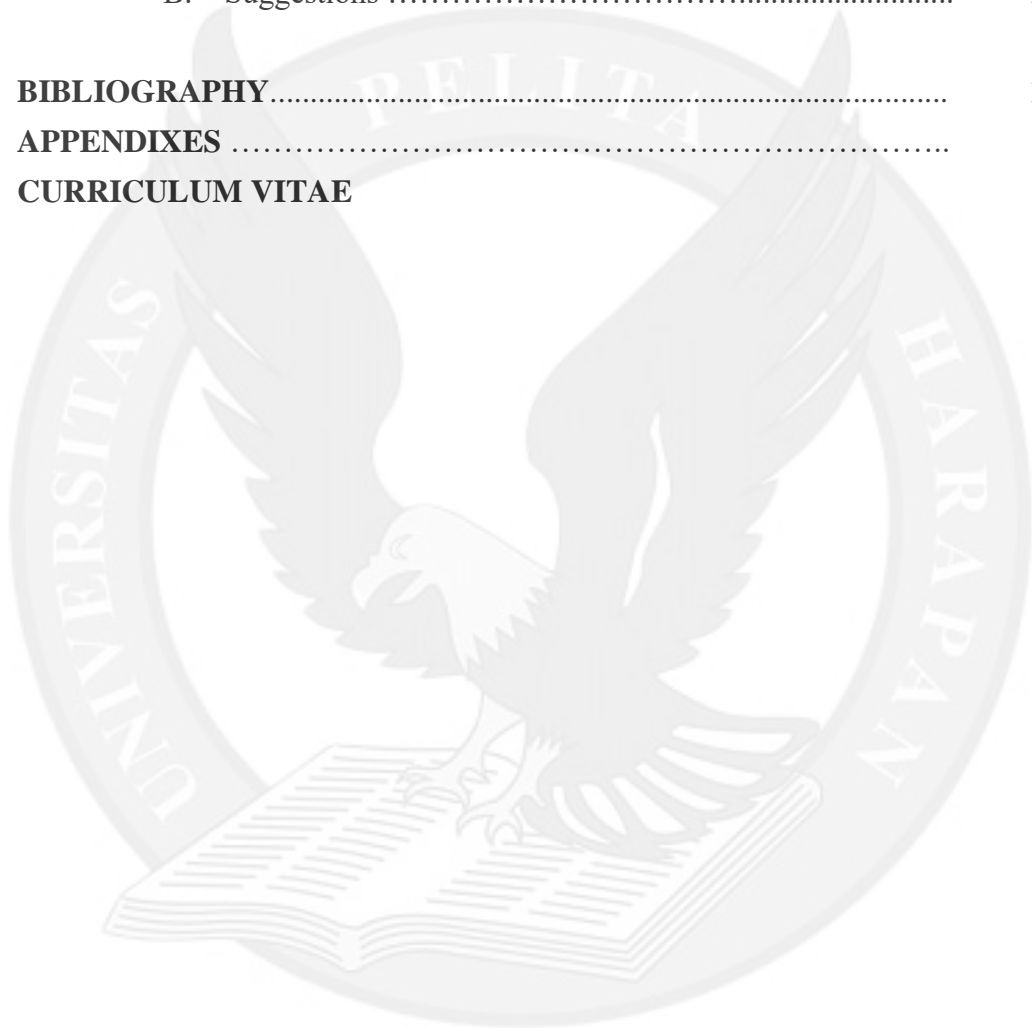 B. Suggestions ……………………………...............................
BIBLIOGRAPHY................................................................................
APPENDIXES …………………………………………………………..
CURRICULUM VITAE
UNIVERSITAS PELITA HARAPAN